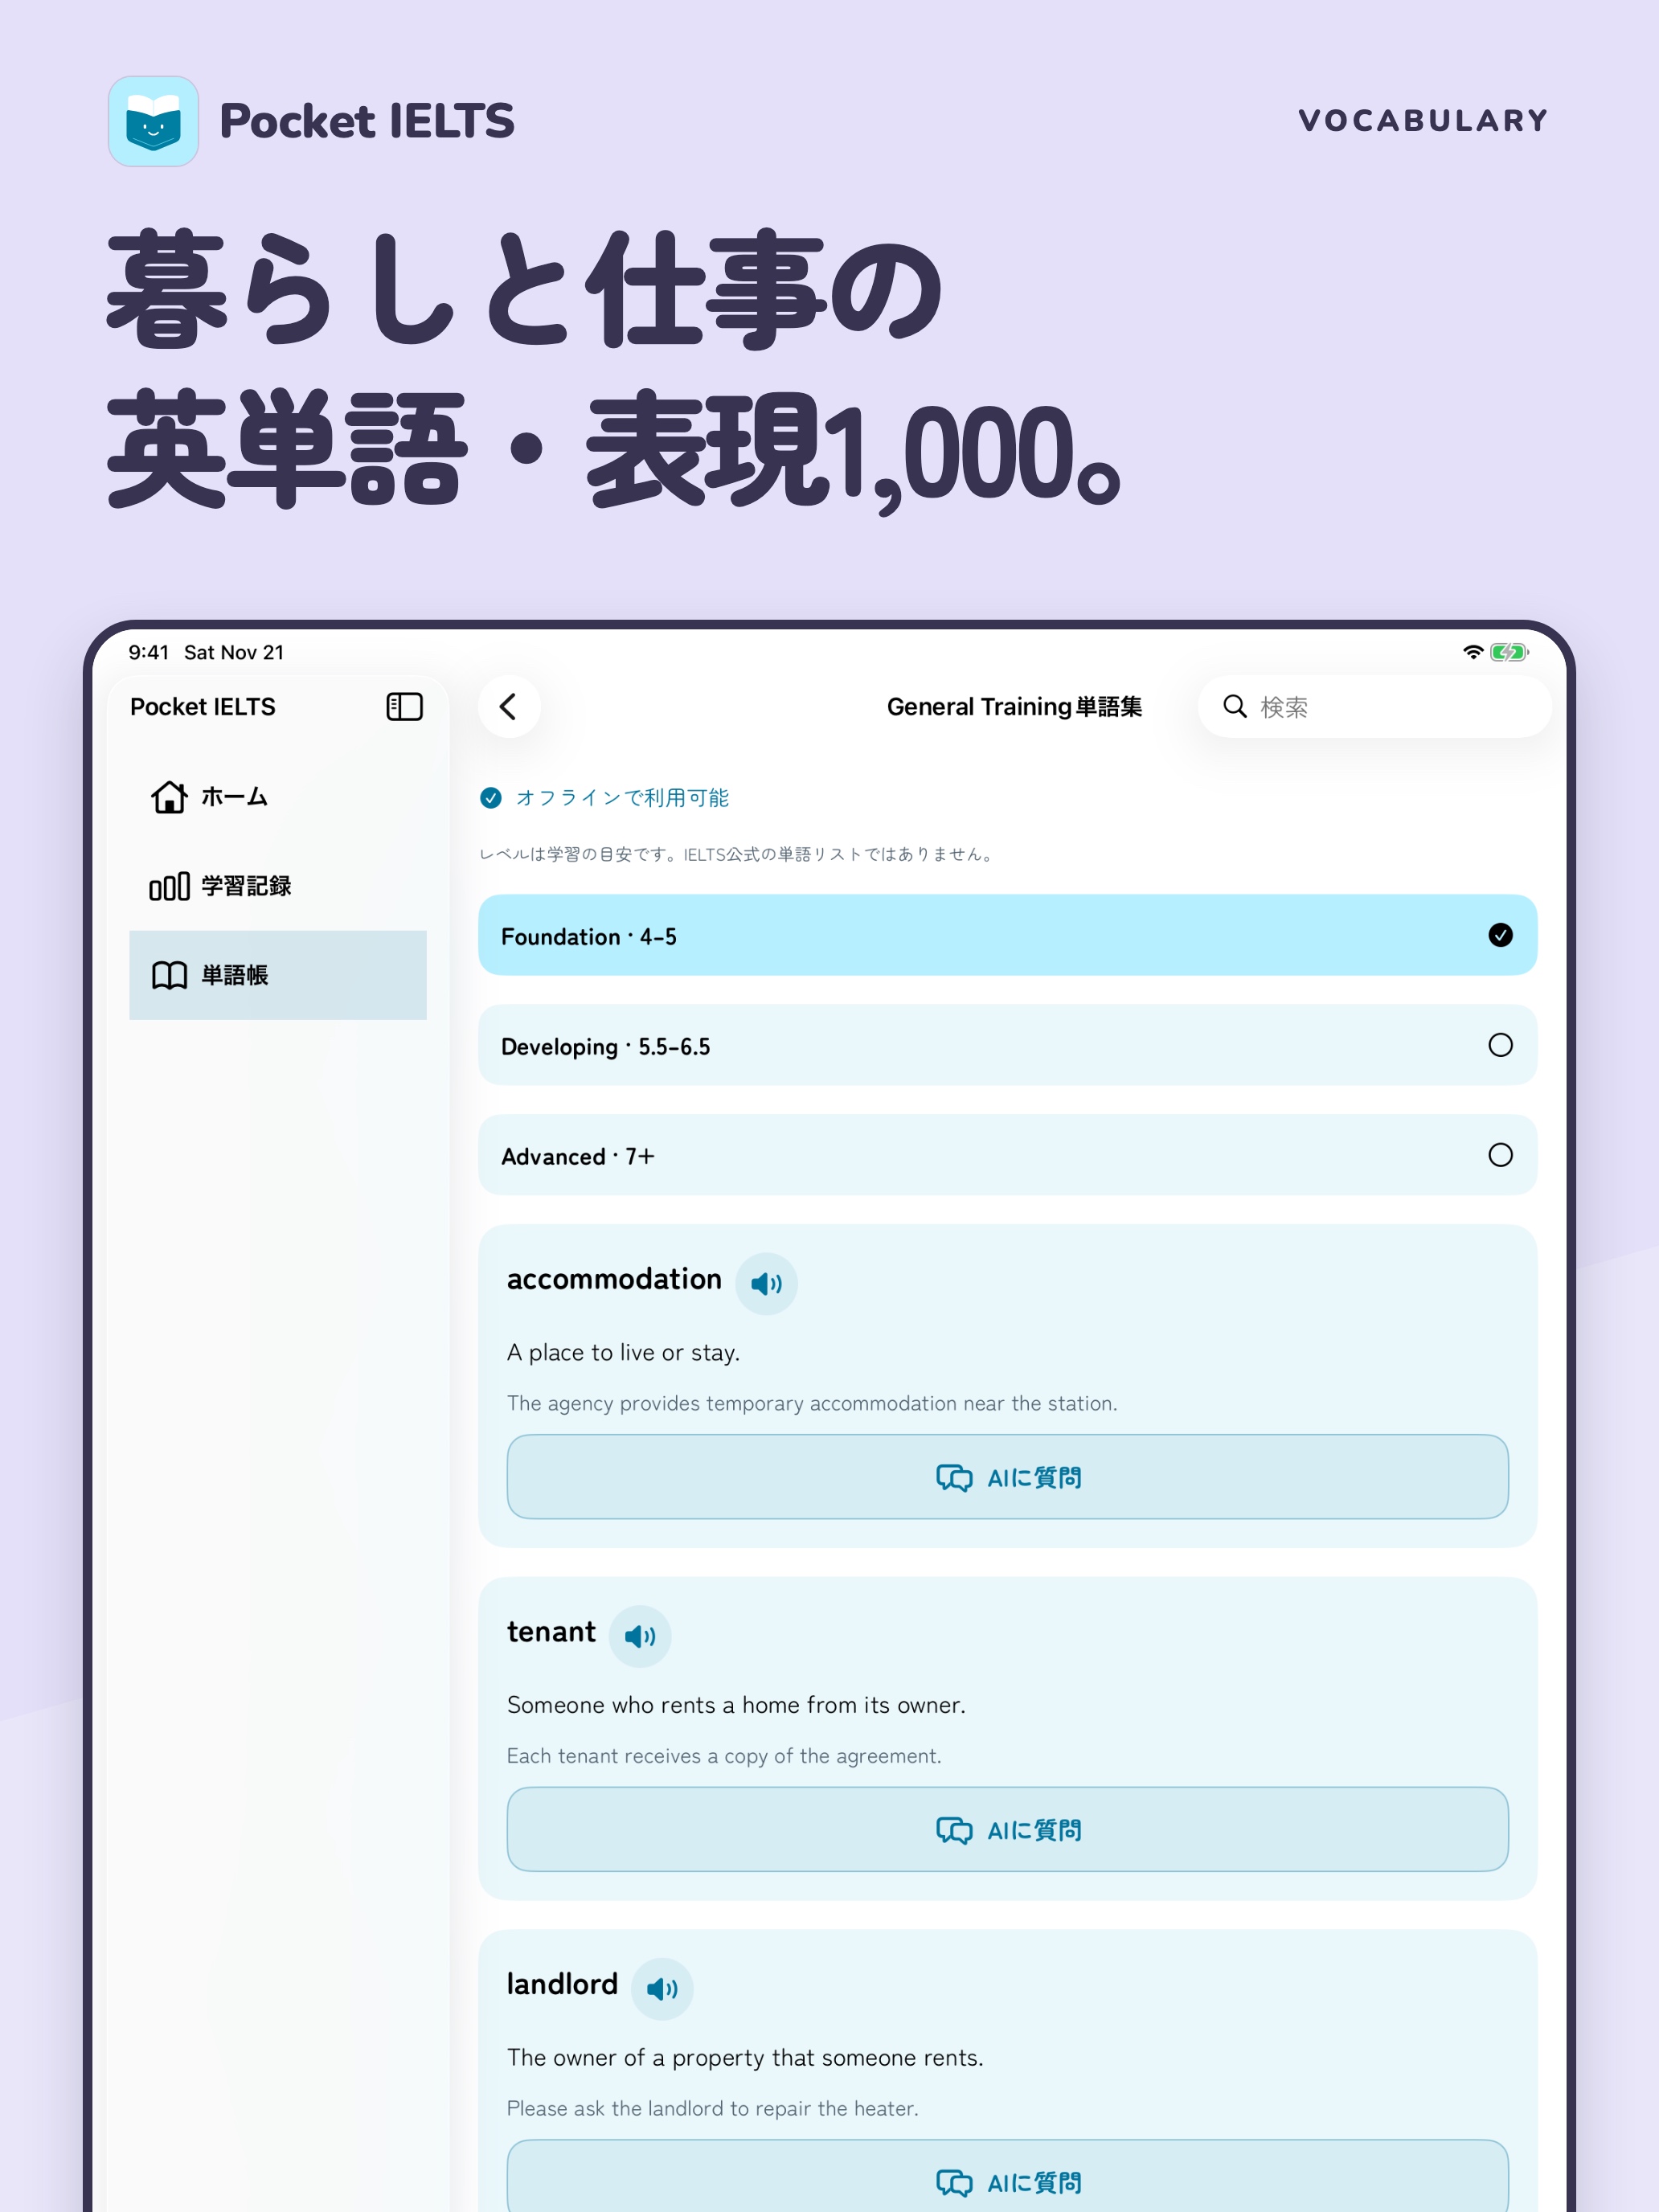 Pocket IELTS
VOCABULARY
暮らしと仕事の
英単語・表現1,000。
9:41 Sat Nov 21
Pocket IELTS
General Training単語集
検索
ホーム
学習記録
単語帳
オフラインで利用可能
レベルは学習の目安です。IELTS公式の単語リストではありません。
Foundation · 4–5
Developing · 5.5–6.5
Advanced · 7+
accommodation
A place to live or stay.
The agency provides temporary accommodation near the station.
AIに質問
tenant
Someone who rents a home from its owner.
Each tenant receives a copy of the agreement.
AIに質問
landlord
The owner of a property that someone rents.
Please ask the landlord to repair the heater.
AIに質問